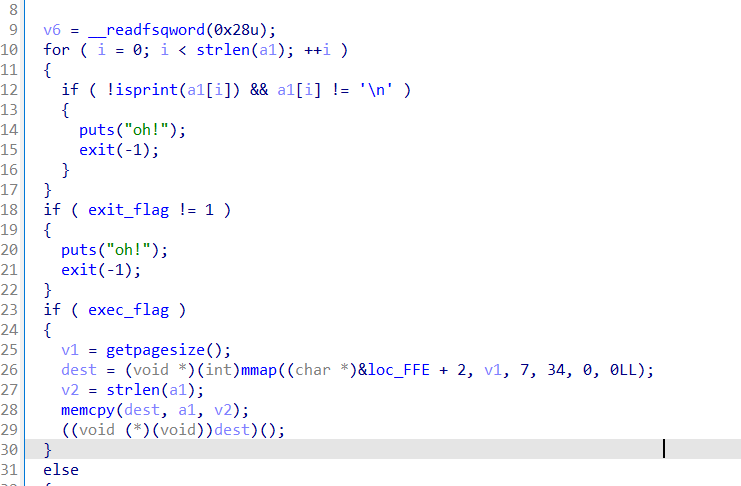 8
9 v6 = __readfsqword(0x28u);
10 for ( i = 0; i < strlen(a1); ++i )
11 {
12 if ( !isprint(a1[i]) && a1[i] != '\n' )
13 {
14 puts("oh!");
15 exit(-1);
16 }
17 }
18 if ( exit_flag != 1 )
19 {
20 puts("oh!");
21 exit(-1);
22 }
23 if ( exec_flag )
24 {
25 v1 = getpagesize();
26 dest = (void *)(int)mmap((char *)&loc_FFE + 2, v1, 7, 34, 0, 0LL);
27 v2 = strlen(a1);
28 memcpy(dest, a1, v2);
29 ((void (*)(void))dest)();
30 }
31 else